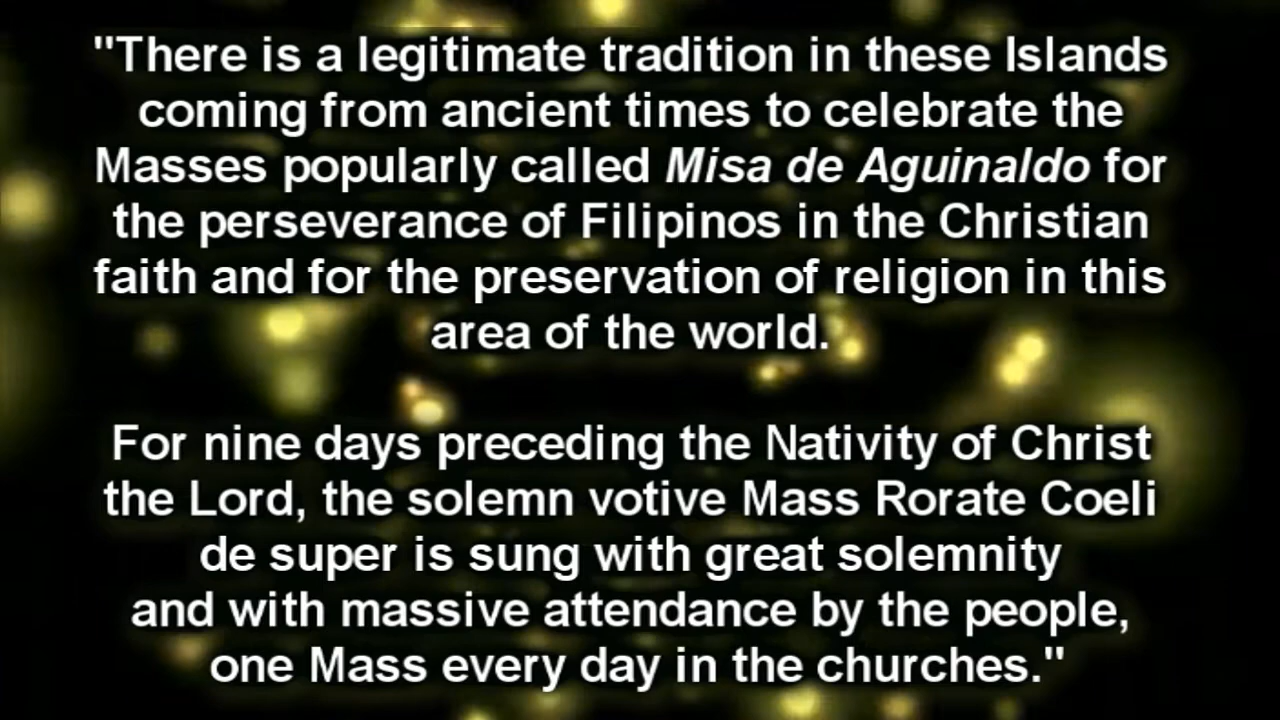 "There is a legitimate tradition in these Islands
coming from ancient times to celebrate the
Masses popularly called Misa de Aguinaldo for
the perseverance of Filipinos in the Christian
faith and for the preservation of religion in this
area of the world.
For nine days preceding the Nativity of Christ
the Lord, the solemn votive Mass Rorate Coeli
de super is sung with great solemnity
and with massive attendance by the people,
one Mass every day in the churches."